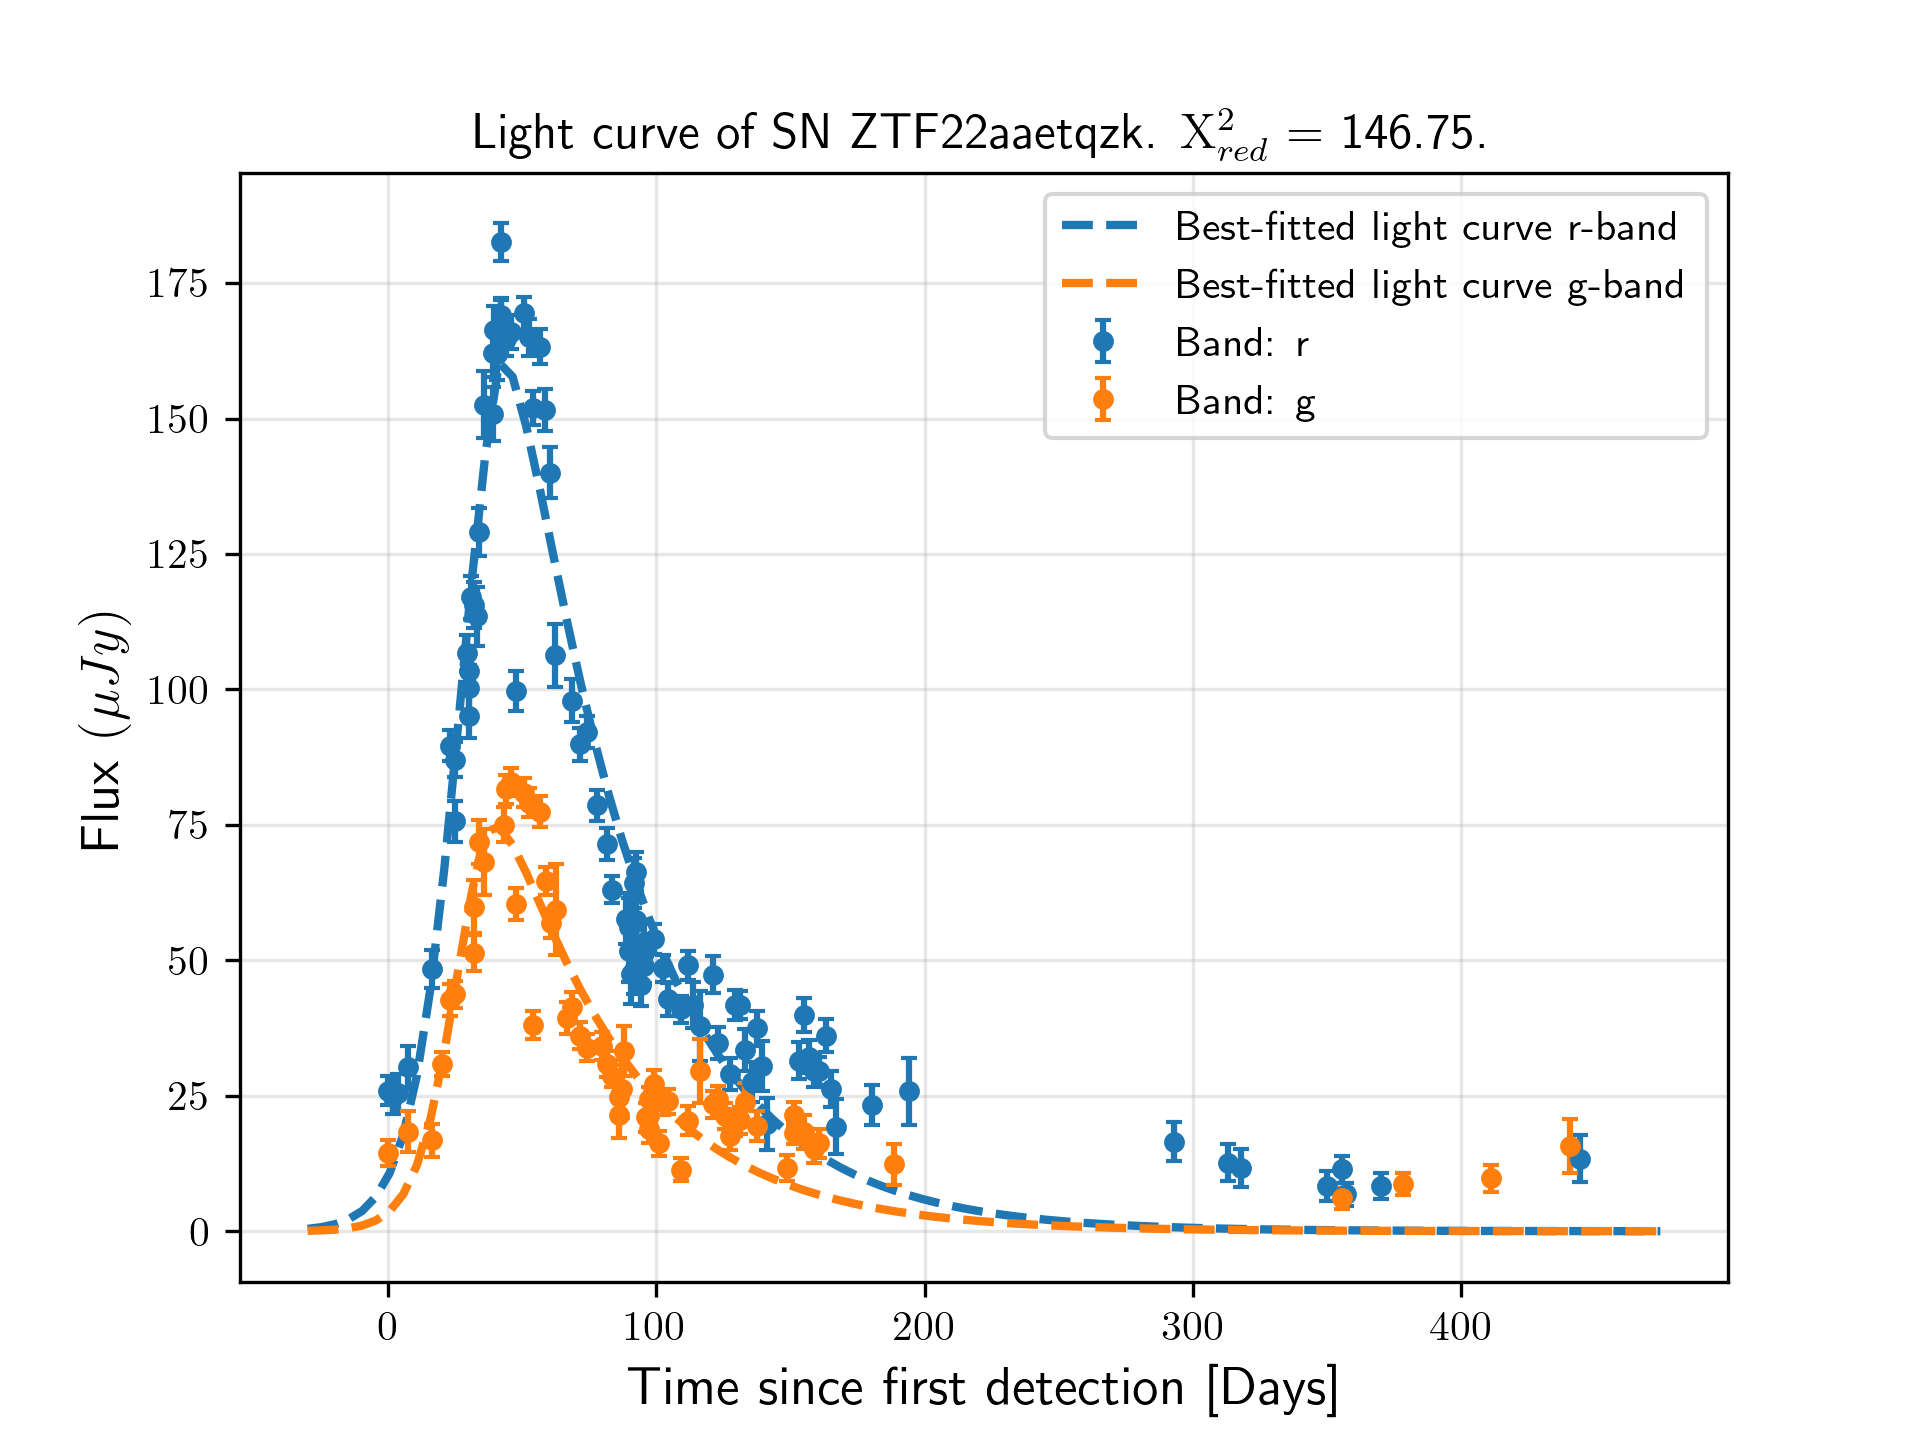 Light curve of SN ZTF22aaetqzk. X²_red = 146.75.
Best-fitted light curve r-band
Best-fitted light curve g-band
Band: r
Band: g
Flux (μJy)
175
150
125
100
75
50
25
0
0 100 200 300 400
Time since first detection [Days]